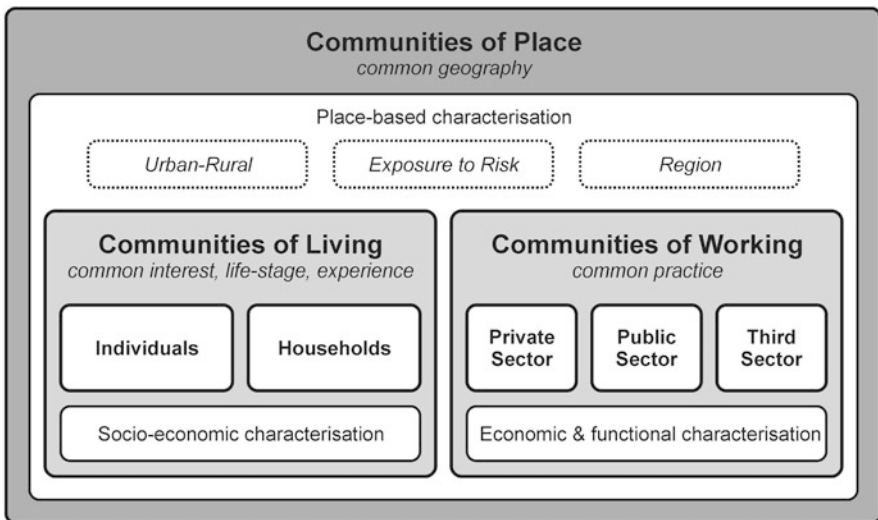 Communities of Place
common geography
Place-based characterisation
Urban-Rural
Exposure to Risk
Region
Communities of Living
common interest, life-stage, experience
Individuals
Households
Socio-economic characterisation
Communities of Working
common practice
Private
Sector
Public
Sector
Third
Sector
Economic & functional characterisation